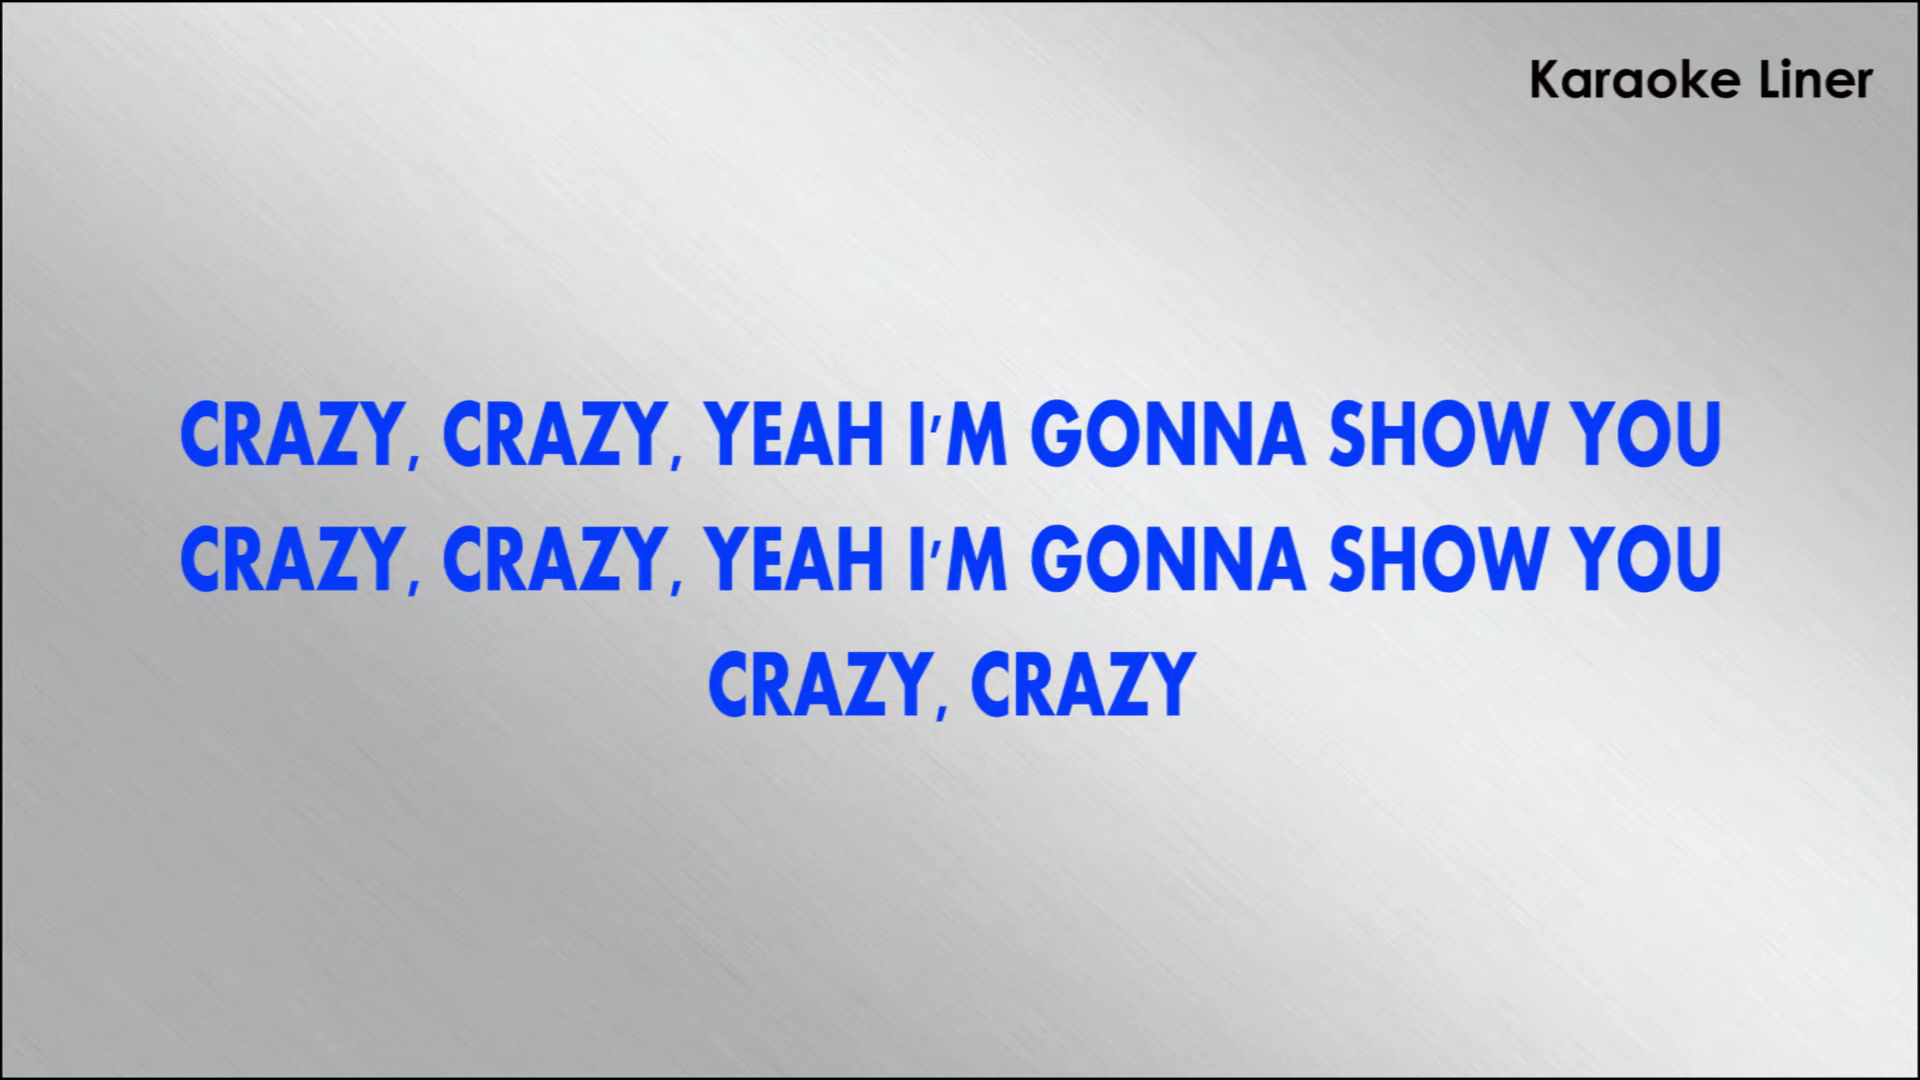 Karaoke Liner
CRAZY, CRAZY, YEAH I'M GONNA SHOW YOU
CRAZY, CRAZY, YEAH I'M GONNA SHOW YOU
CRAZY, CRAZY